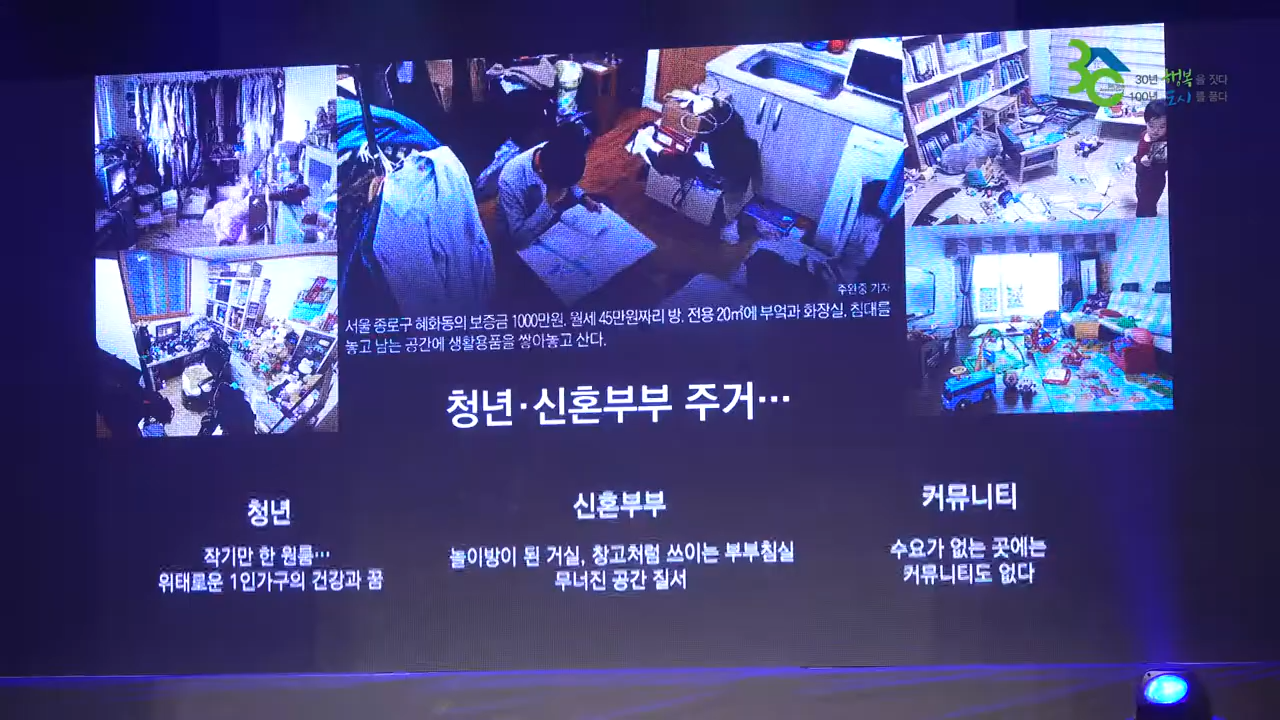 30년 행복을 짓다
100년 도시를 품다
주완중 기자
서울 종로구 혜화동의 보증금 1000만원, 월세 45만원짜리 방. 전용 20㎡에 부엌과 화장실, 침대를
놓고 남는 공간에 생활용품을 쌓아놓고 산다.
청년·신혼부부 주거…
청년
작기만 한 원룸…
위태로운 1인가구의 건강과 꿈
신혼부부
놀이방이 된 거실, 창고처럼 쓰이는 부부침실
무너진 공간 질서
커뮤니티
수요가 없는 곳에는
커뮤니티도 없다